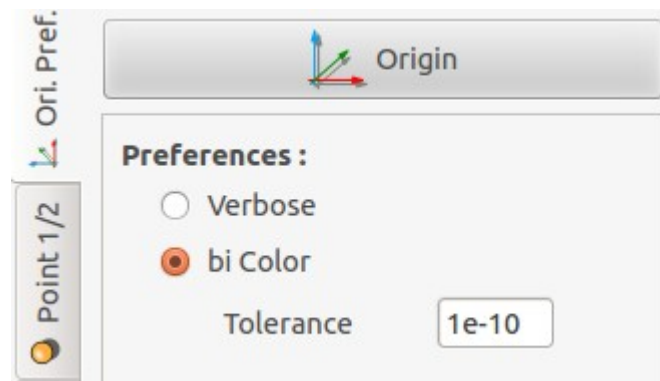 Ori. Pref.
Point 1/2
Origin
Preferences :
Verbose
bi Color
Tolerance 1e-10